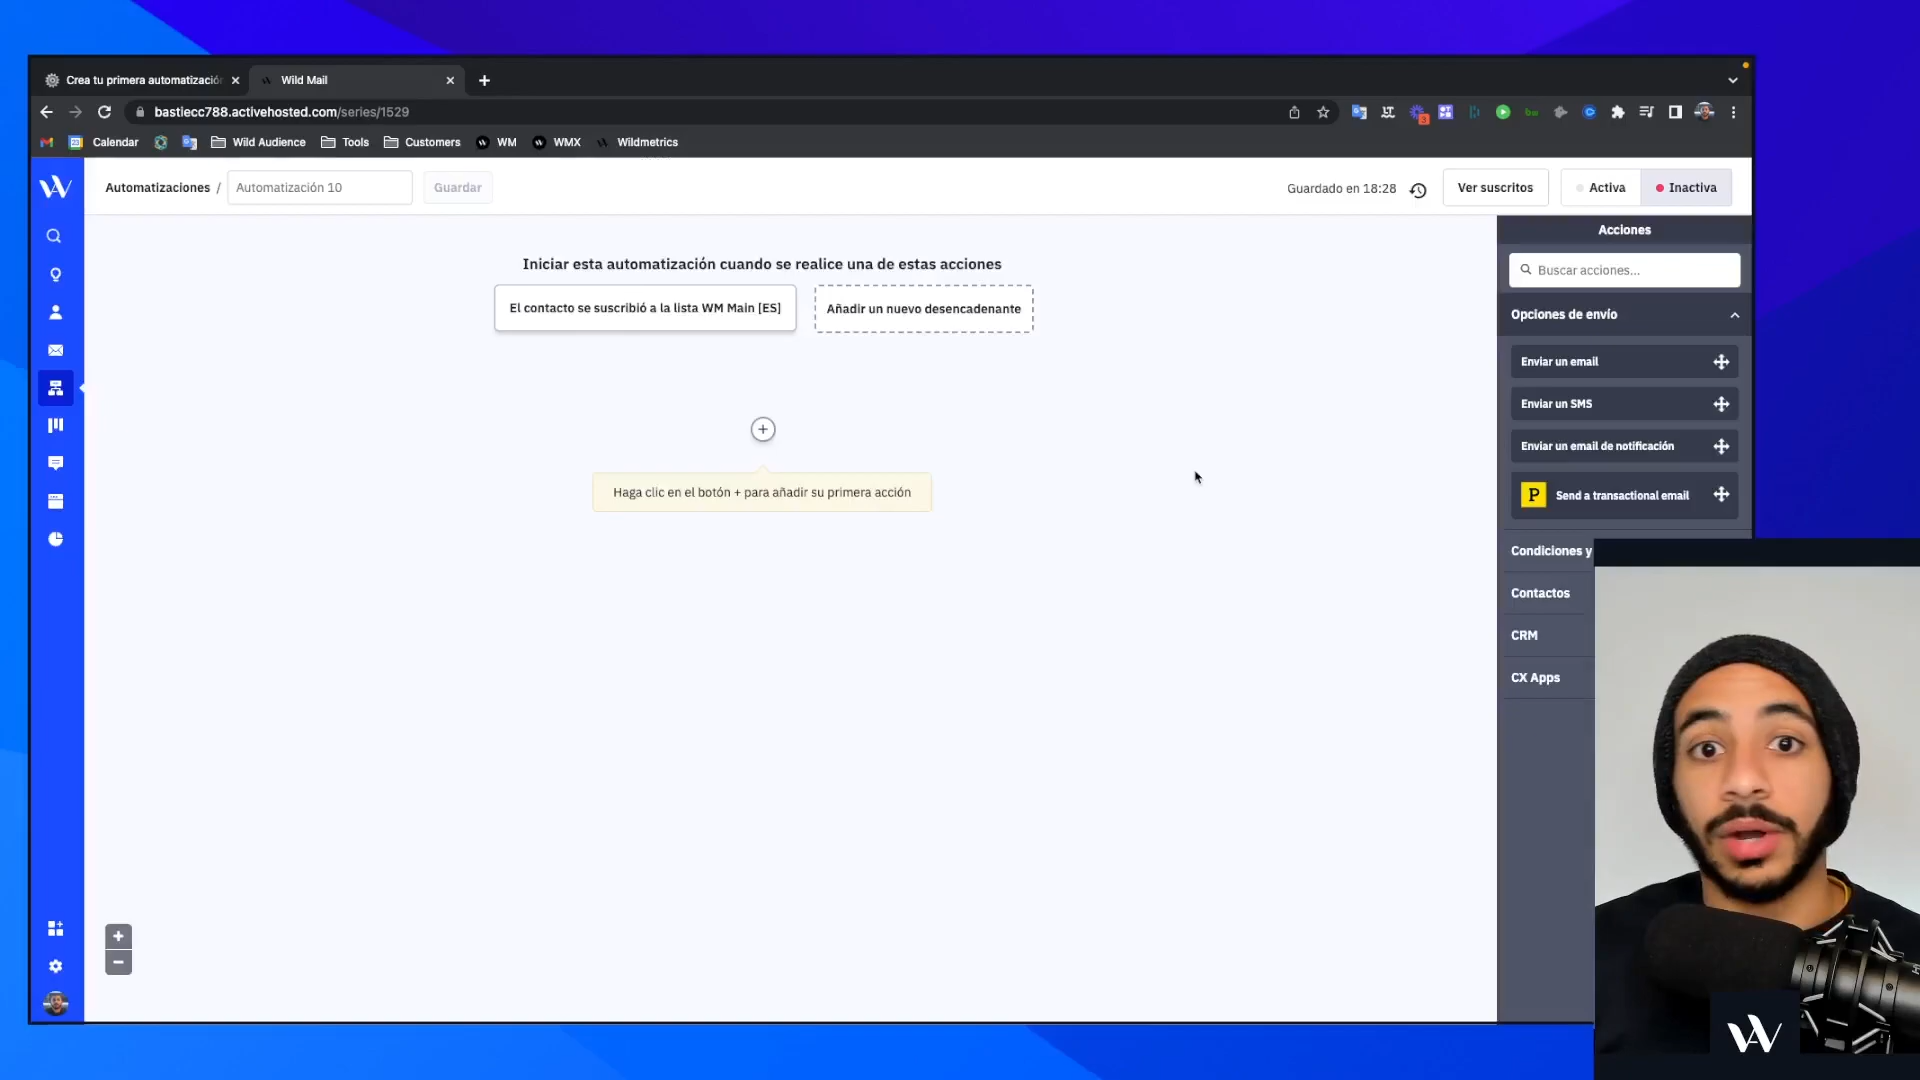 Crea tu primera automatizació
Wild Mail
bastiecc788.activehosted.com/series/1529
Calendar
Wild Audience
Tools
Customers
WM
WMX
Wildmetrics
Automatizaciones / Automatización 10
Guardar
Guardado en 18:28
Ver suscritos
Activa
Inactiva
Acciones
Buscar acciones...
Iniciar esta automatización cuando se realice una de estas acciones
El contacto se suscribió a la lista WM Main [ES]
Añadir un nuevo desencadenante
+
Haga clic en el botón + para añadir su primera acción
Opciones de envío
Enviar un email
Enviar un SMS
Enviar un email de notificación
P Send a transactional email
Condiciones y
Contactos
CRM
CX Apps
+
−